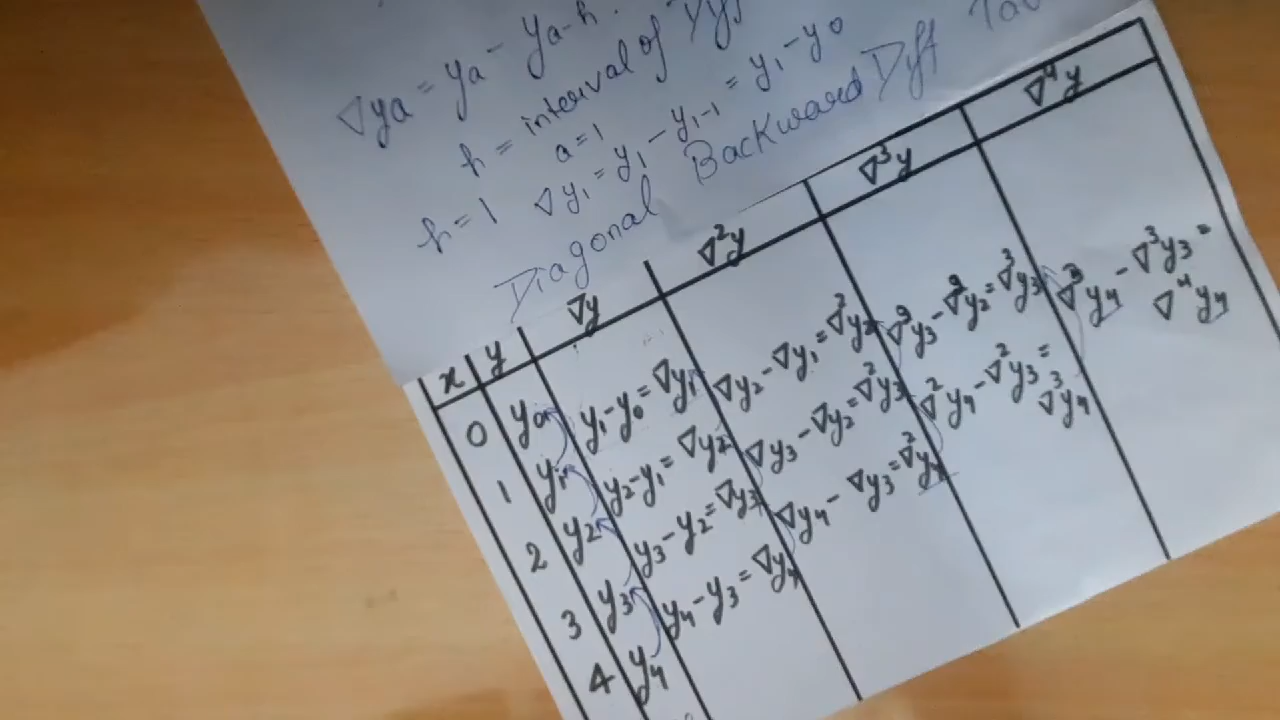 ∇ya = ya - ya-h.
h = interval of Diff
a = 1
h = 1 ∇y₁ = y₁ - y₁₋₁ = y₁ - y₀
Diagonal Backward Diff
x y ∇y ∇²y ∇³y ∇⁴y
0 y₀ y₁-y₀ = ∇y₁ ∇y₂ - ∇y₁ = ∇²y₂ ∇²y₃ - ∇²y₂ = ∇³y₃ ∇³y₄ - ∇³y₃ =
∇⁴y₄
1 y₁ y₂-y₁ = ∇y₂ ∇y₃ - ∇y₂ = ∇²y₃ ∇²y₄ - ∇²y₃ =
∇³y₄
2 y₂ y₃-y₂ = ∇y₃ ∇y₄ - ∇y₃ = ∇²y₄
3 y₃ y₄-y₃ = ∇y₄
4 y₄